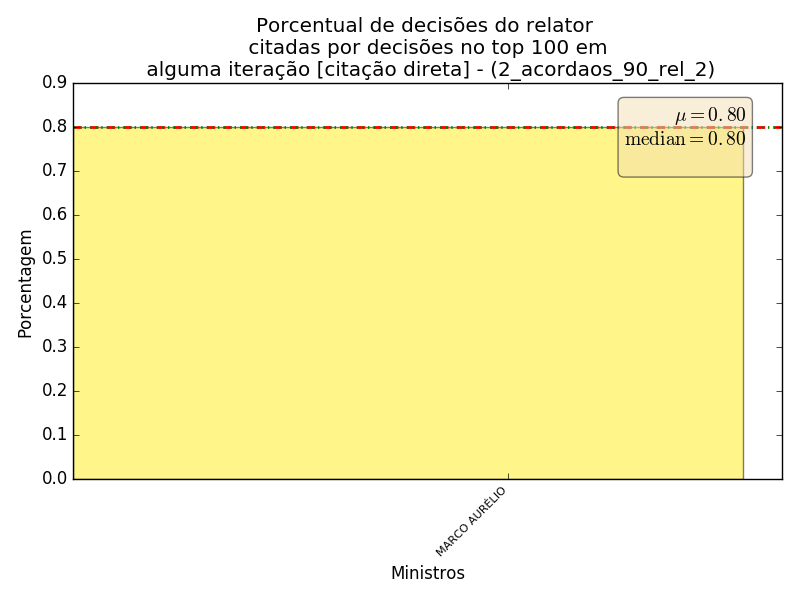 Porcentual de decisões do relator
citadas por decisões no top 100 em
alguma iteração [citação direta] - (2_acordaos_90_rel_2)
0.9
0.8
0.7
0.6
0.5
0.4
0.3
0.2
0.1
0.0
Porcentagem
μ = 0.80
median = 0.80
MARCO AURÉLIO
Ministros